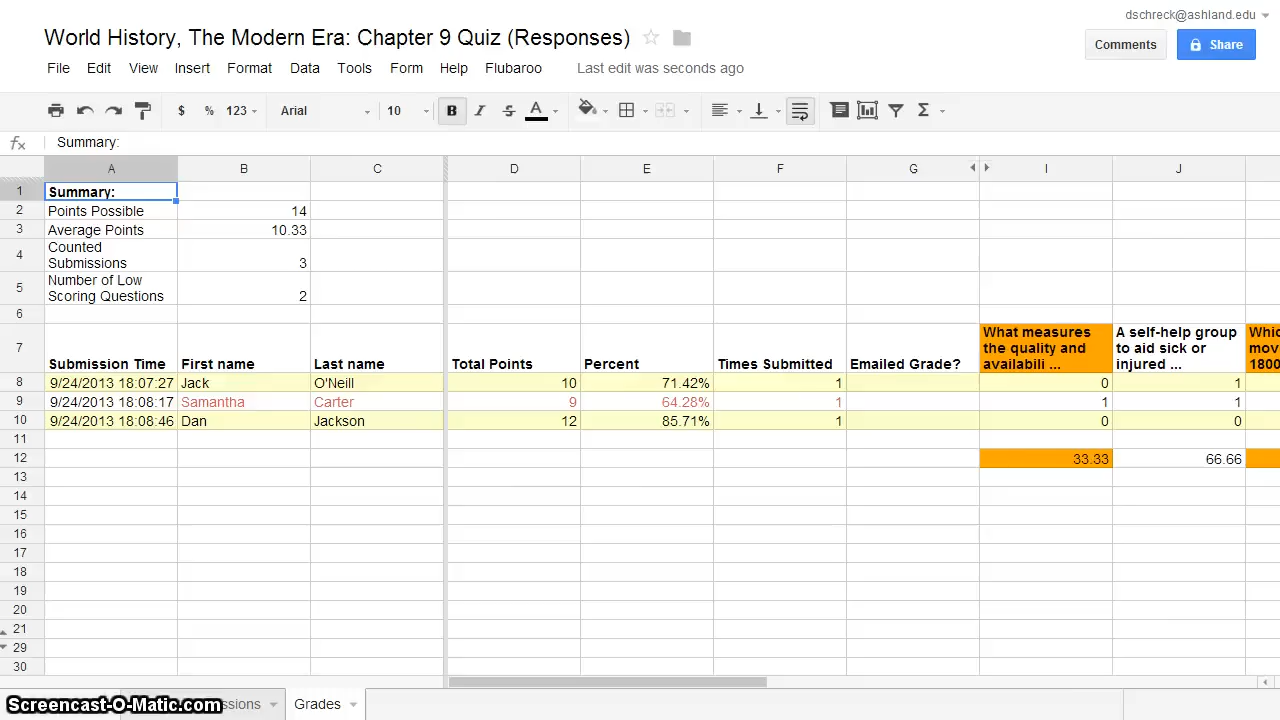 dschreck@ashland.edu
World History, The Modern Era: Chapter 9 Quiz (Responses)
Comments
Share
File Edit View Insert Format Data Tools Form Help Flubaroo Last edit was seconds ago
$ % 123 Arial 10 B I S A Σ
fx Summary:
A B C D E F G I J
1 Summary:
2 Points Possible 14
3 Average Points 10.33
4 Counted Submissions 3
5 Number of Low Scoring Questions 2
6
7 Submission Time First name Last name Total Points Percent Times Submitted Emailed Grade? What measures the quality and availabili ... A self-help group to aid sick or injured ... 1800
8 9/24/2013 18:07:27 Jack O'Neill 10 71.42% 1 0 1
9 9/24/2013 18:08:17 Samantha Carter 9 64.28% 1 1 1
10 9/24/2013 18:08:46 Dan Jackson 12 85.71% 1 0 0
11
12 33.33 66.66
13
14
15
16
17
18
19
20
21
29
30
Screencast-O-Matic.com
Grades